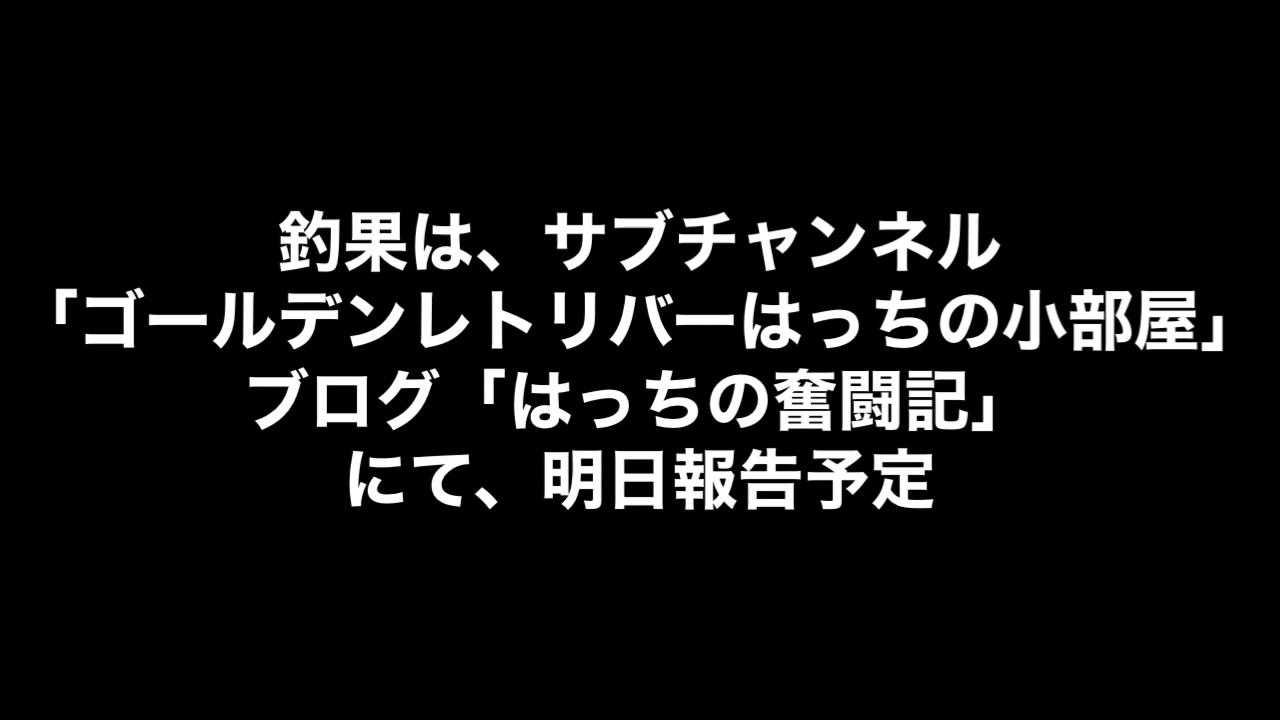 釣果は、サブチャンネル
「ゴールデンレトリバーはっちの小部屋」
ブログ「はっちの奮闘記」
にて、明日報告予定